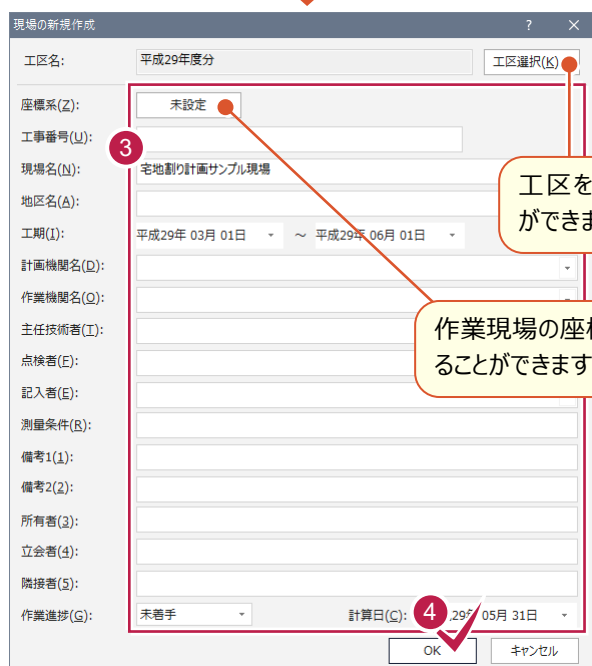 現場の新規作成 ? ×
工区名: 平成29年度分 工区選択(K)
座標系(Z): 未設定
3
工事番号(U):
現場名(N): 宅地割り計画サンプル現場
地区名(A):
工区を
ができま
工期(I): 平成29年 03月 01日 ～ 平成29年 06月 01日
計画機関名(D):
作業機関名(O):
作業現場の座標
ることができます
主任技術者(T):
点検者(F):
記入者(E):
測量条件(R):
備考1(1):
備考2(2):
所有者(3):
立会者(4):
隣接者(5):
作業進捗(G): 未着手 計算日(C): 29年 05月 31日
4
OK キャンセル